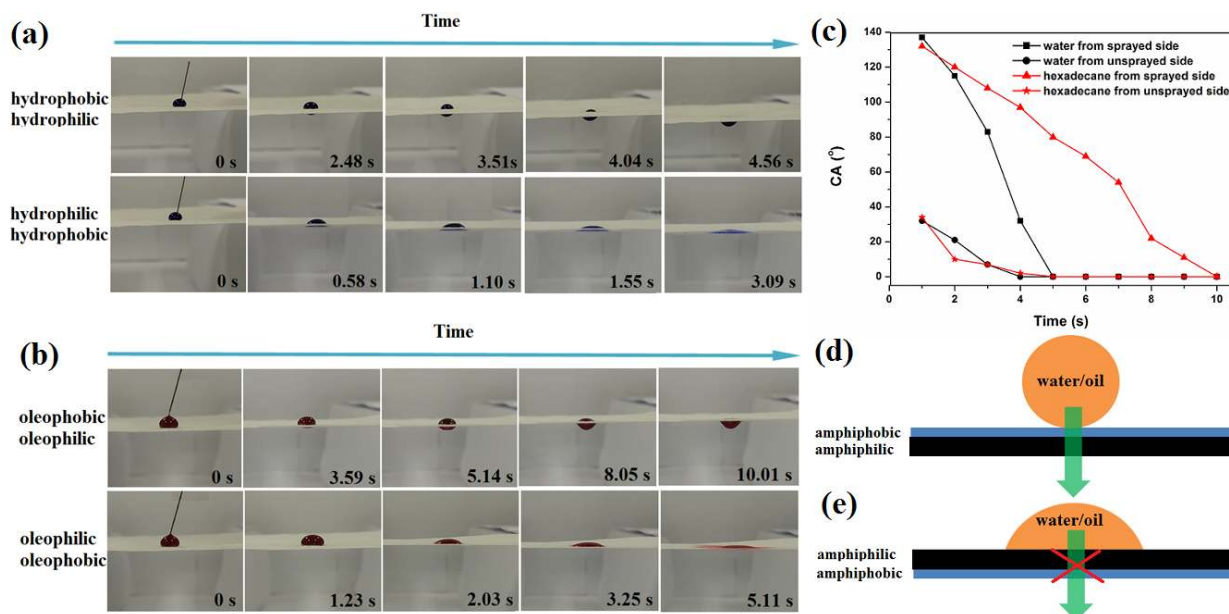 (a)
Time
hydrophobic
hydrophilic
0 s
2.48 s
3.51s
4.04 s
4.56 s
hydrophilic
hydrophobic
0 s
0.58 s
1.10 s
1.55 s
3.09 s
(b)
Time
oleophobic
oleophilic
0 s
3.59 s
5.14 s
8.05 s
10.01 s
oleophilic
oleophobic
0 s
1.23 s
2.03 s
3.25 s
5.11 s
(c)
140
120
100
80
60
40
20
0
CA (°)
water from sprayed side
water from unsprayed side
hexadecane from sprayed side
hexadecane from unsprayed side
0 2 4 6 8 10
Time (s)
(d)
water/oil
amphiphobic
amphiphilic
(e)
water/oil
amphiphilic
amphiphobic